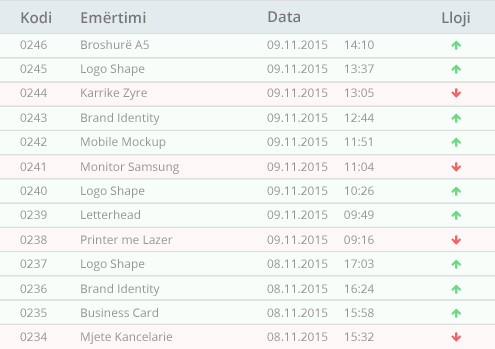 Kodi Emërtimi Data Lloji
0246 Broshurë A5 09.11.2015 14:10
0245 Logo Shape 09.11.2015 13:37
0244 Karrike Zyre 09.11.2015 13:05
0243 Brand Identity 09.11.2015 12:44
0242 Mobile Mockup 09.11.2015 11:51
0241 Monitor Samsung 09.11.2015 11:04
0240 Logo Shape 09.11.2015 10:26
0239 Letterhead 09.11.2015 09:49
0238 Printer me Lazer 09.11.2015 09:16
0237 Logo Shape 08.11.2015 17:03
0236 Brand Identity 08.11.2015 16:24
0235 Business Card 08.11.2015 15:58
0234 Mjete Kancelarie 08.11.2015 15:32